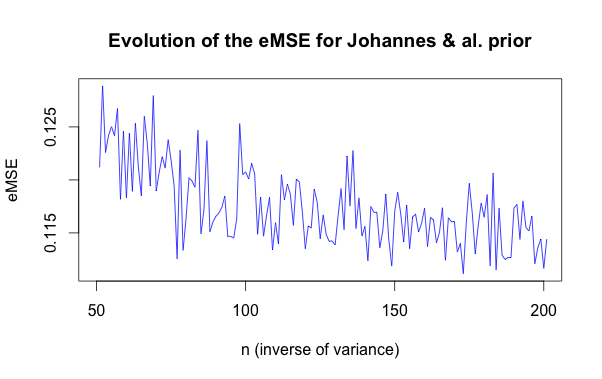 Evolution of the eMSE for Johannes & al. prior
eMSE
0.125
0.115
50
100
150
200
n (inverse of variance)